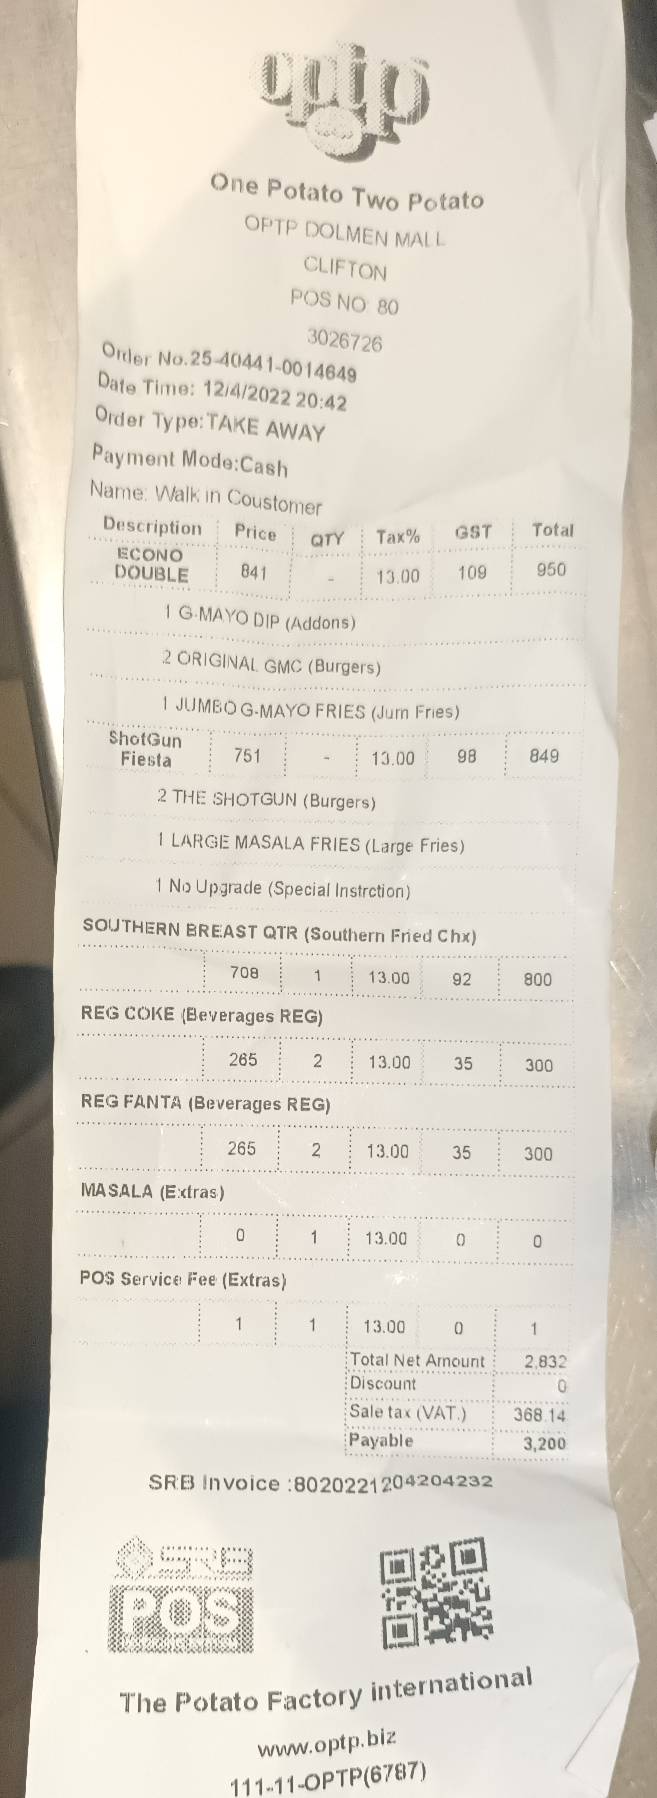 optp
One Potato Two Potato
OPTP DOLMEN MALL
CLIFTON
POS NO: 80
3026726
Order No.25-40441-0014649
Date Time: 12/4/2022 20:42
Order Type:TAKE AWAY
Payment Mode:Cash
Name: Walk in Coustomer
Description Price QTY Tax% GST Total
ECONO DOUBLE 841 - 13.00 109 950
1 G-MAYO DIP (Addons)
2 ORIGINAL GMC (Burgers)
1 JUMBO G-MAYO FRIES (Jum Fries)
ShotGun Fiesta 751 - 13.00 98 849
2 THE SHOTGUN (Burgers)
1 LARGE MASALA FRIES (Large Fries)
1 No Upgrade (Special Instrction)
SOUTHERN BREAST QTR (Southern Fried Chx)
708 1 13.00 92 800
REG COKE (Beverages REG)
265 2 13.00 35 300
REG FANTA (Beverages REG)
265 2 13.00 35 300
MASALA (Extras)
0 1 13.00 0 0
POS Service Fee (Extras)
1 1 13.00 0 1
Total Net Amount 2,832
Discount 0
Sale tax (VAT.) 368.14
Payable 3,200
SRB Invoice :8020221204204232
SRB
POS
The Potato Factory international
www.optp.biz
111-11-OPTP(6787)